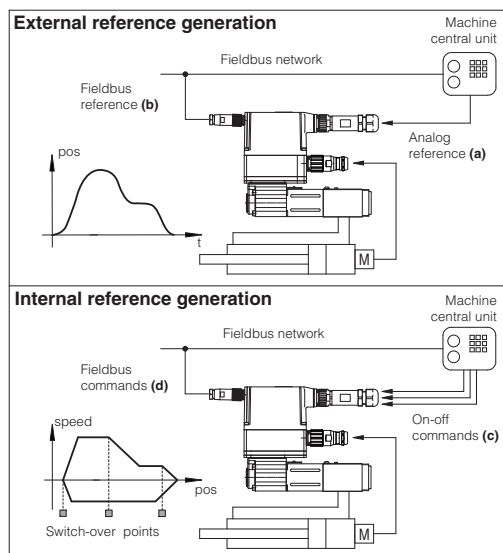 External reference generation
Machine
central unit
Fieldbus network
Fieldbus
reference (b)
Analog
reference (a)
pos
t
M
Internal reference generation
Machine
central unit
Fieldbus network
Fieldbus
commands (d)
On-off
commands (c)
speed
pos
Switch-over points
M